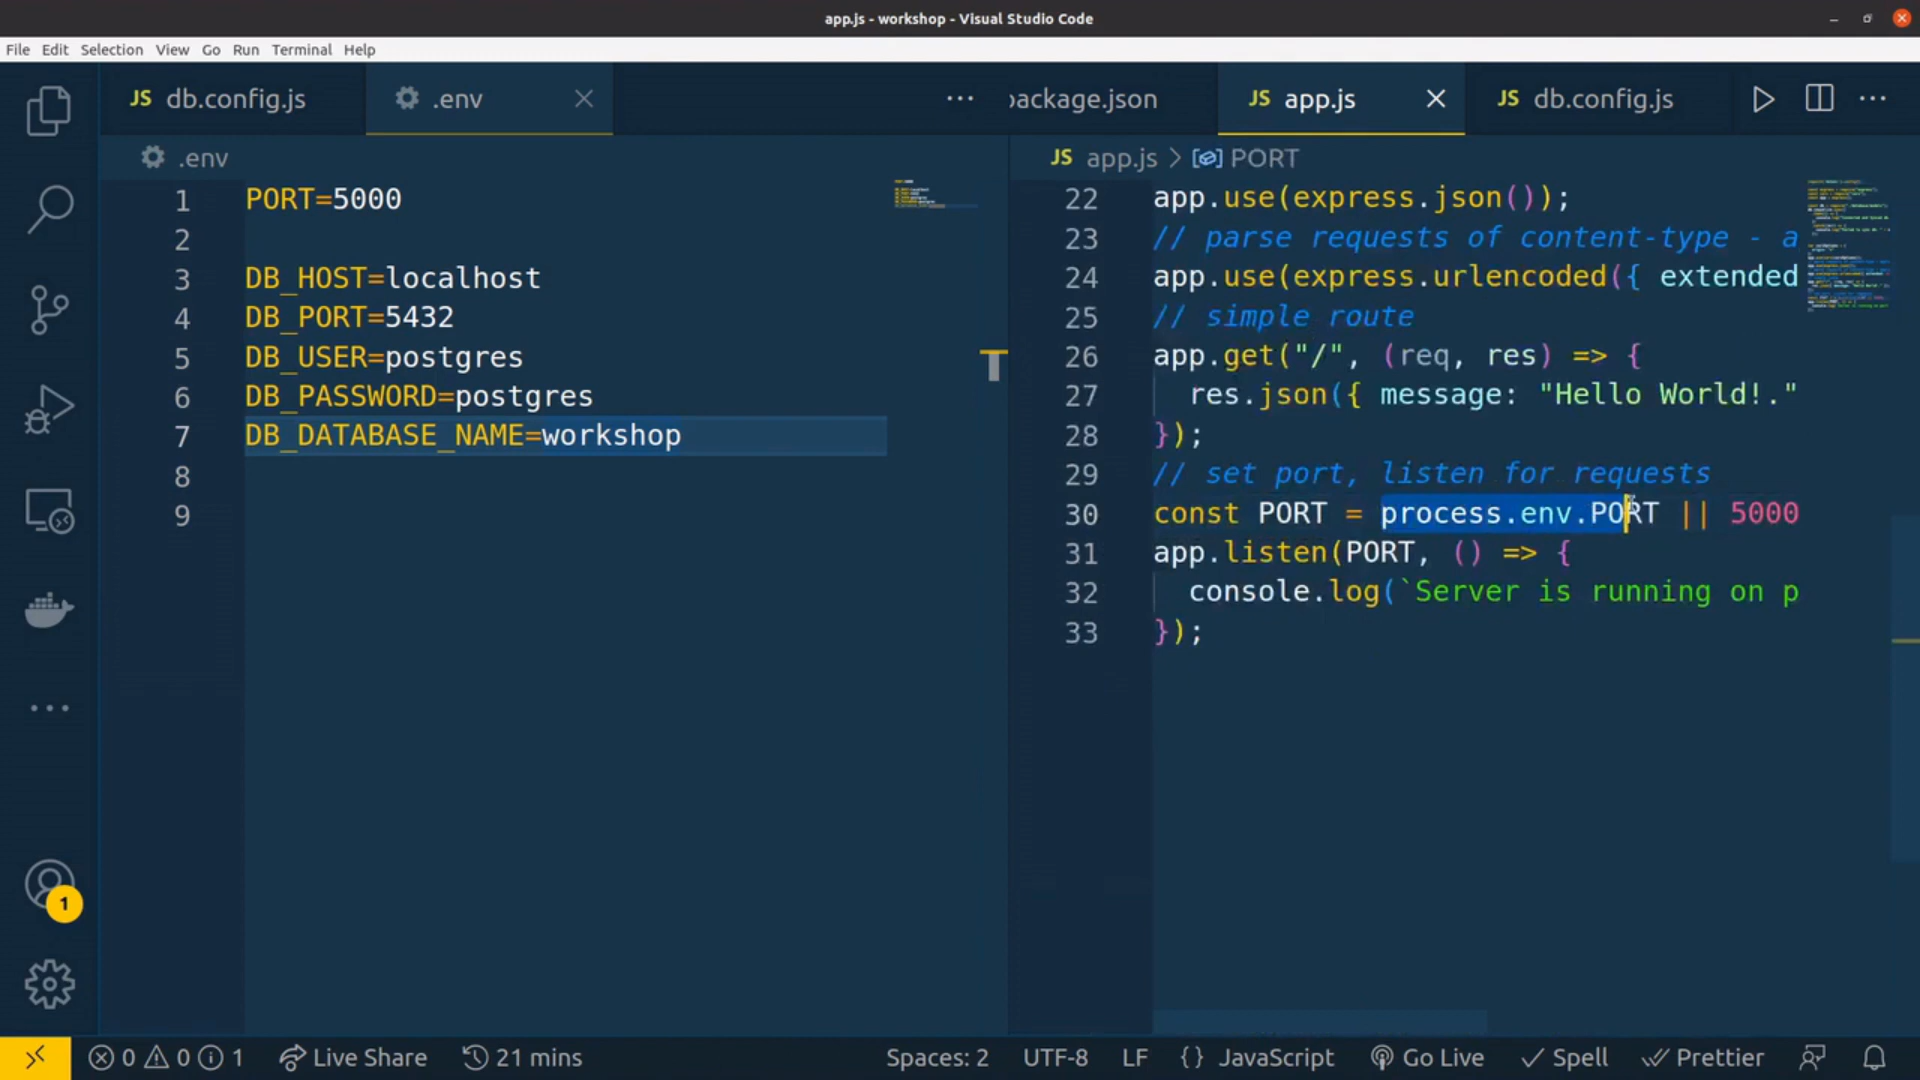 app.js - workshop - Visual Studio Code
File Edit Selection View Go Run Terminal Help
JS db.config.js .env
package.json JS app.js JS db.config.js
.env
1 PORT=5000
2
3 DB_HOST=localhost
4 DB_PORT=5432
5 DB_USER=postgres
6 DB_PASSWORD=postgres
7 DB_DATABASE_NAME=workshop
8
9
JS app.js > PORT
22 app.use(express.json());
23 // parse requests of content-type - a
24 app.use(express.urlencoded({ extended
25 // simple route
26 app.get("/", (req, res) => {
27 res.json({ message: "Hello World!."
28 });
29 // set port, listen for requests
30 const PORT = process.env.PORT || 5000
31 app.listen(PORT, () => {
32 console.log(`Server is running on p
33 });
1
0 0 1 Live Share 21 mins Spaces: 2 UTF-8 LF {} JavaScript Go Live Spell Prettier